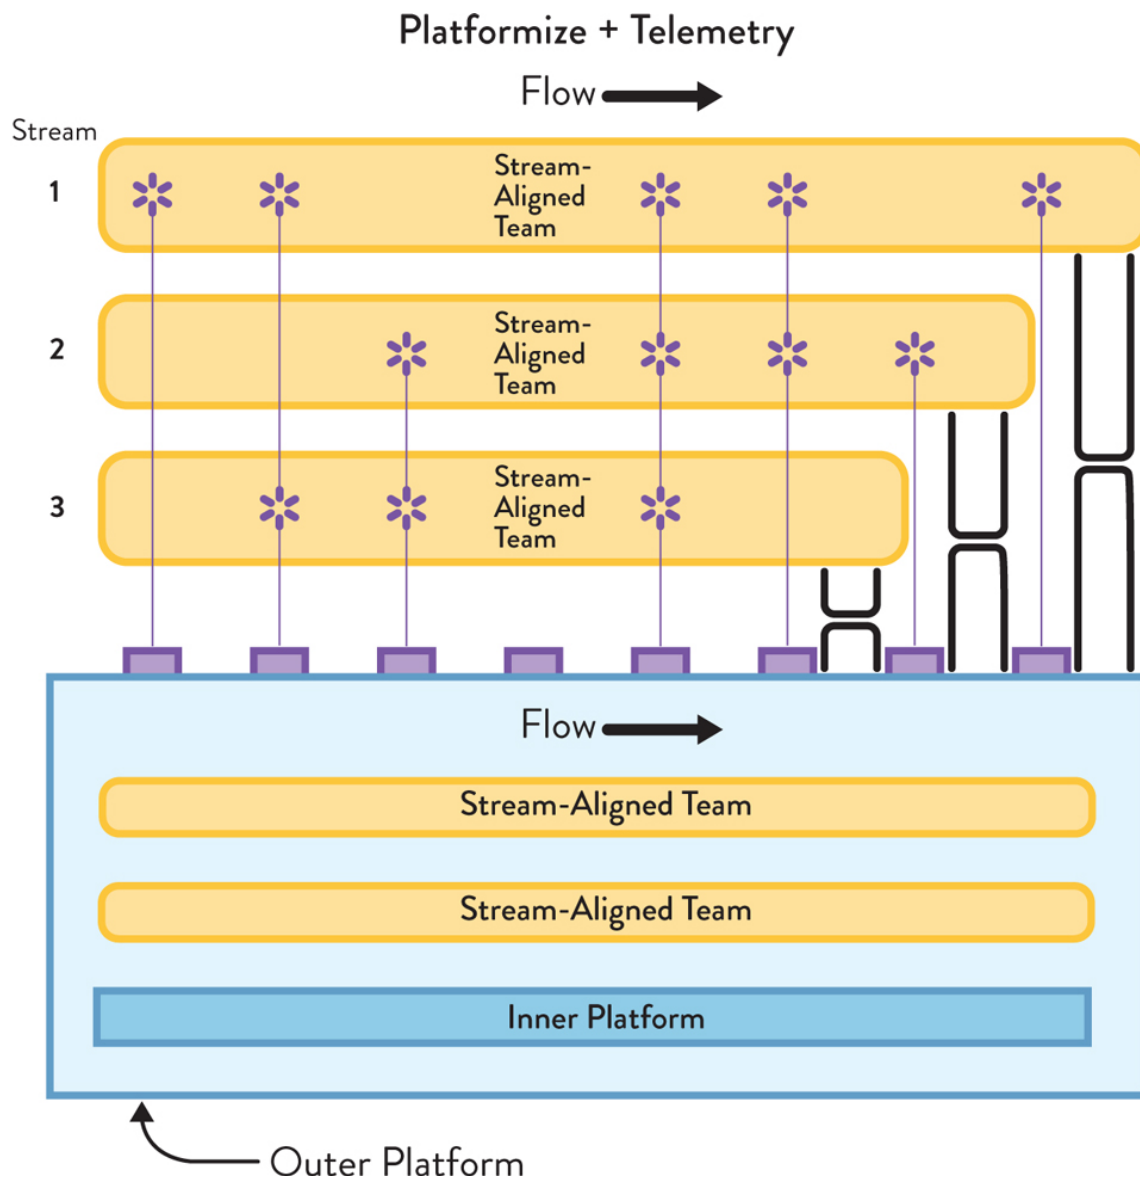 Platformize + Telemetry
Flow
Stream
1
Stream-
Aligned
Team
2
Stream-
Aligned
Team
3
Stream-
Aligned
Team
Flow
Stream-Aligned Team
Stream-Aligned Team
Inner Platform
Outer Platform